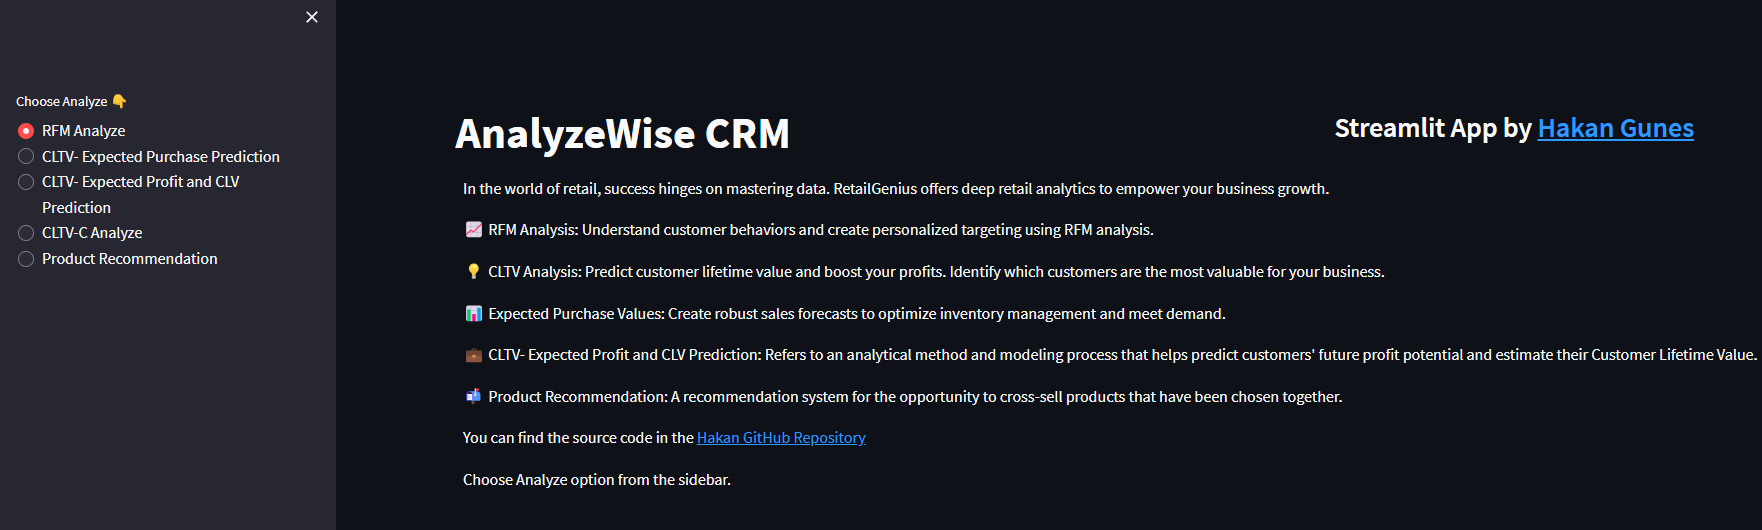 Choose Analyze 👇
RFM Analyze
CLTV- Expected Purchase Prediction
CLTV- Expected Profit and CLV
Prediction
CLTV-C Analyze
Product Recommendation
AnalyzeWise CRM
Streamlit App by Hakan Gunes
In the world of retail, success hinges on mastering data. RetailGenius offers deep retail analytics to empower your business growth.
📈 RFM Analysis: Understand customer behaviors and create personalized targeting using RFM analysis.
💡 CLTV Analysis: Predict customer lifetime value and boost your profits. Identify which customers are the most valuable for your business.
📊 Expected Purchase Values: Create robust sales forecasts to optimize inventory management and meet demand.
💼 CLTV- Expected Profit and CLV Prediction: Refers to an analytical method and modeling process that helps predict customers' future profit potential and estimate their Customer Lifetime Value.
📬 Product Recommendation: A recommendation system for the opportunity to cross-sell products that have been chosen together.
You can find the source code in the Hakan GitHub Repository
Choose Analyze option from the sidebar.